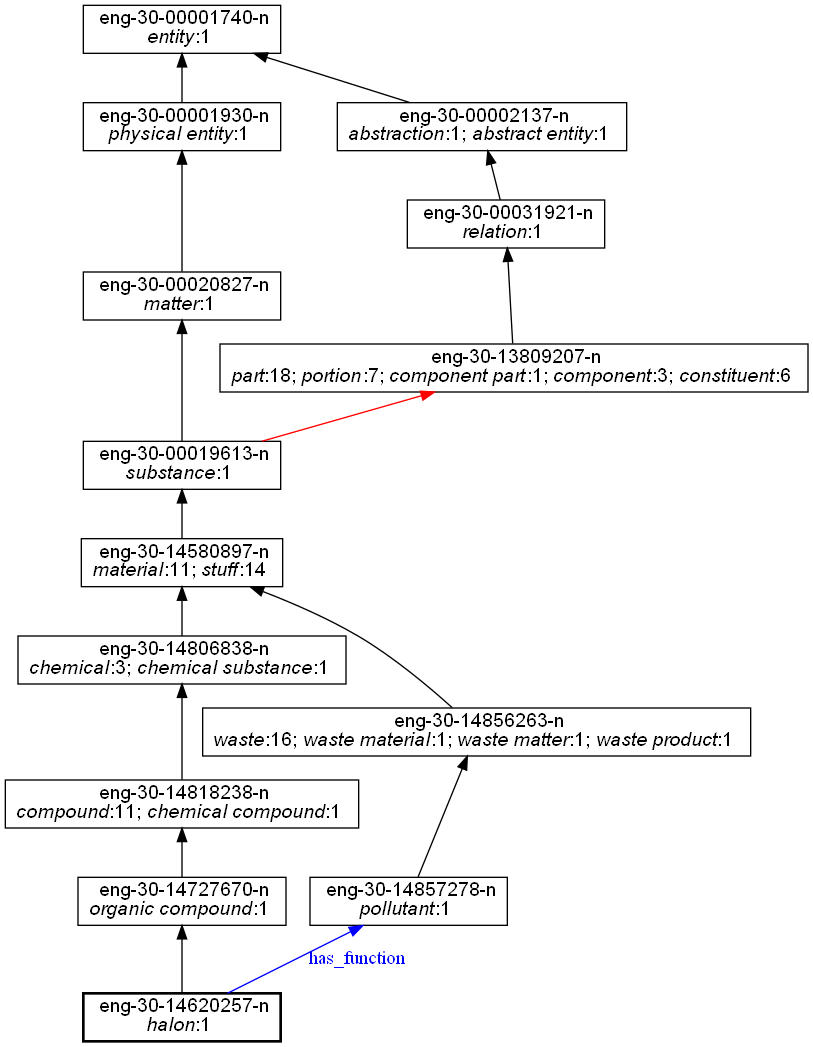 eng-30-00001740-n
entity:1
eng-30-00001930-n
physical entity:1
eng-30-00002137-n
abstraction:1; abstract entity:1
eng-30-00031921-n
relation:1
eng-30-00020827-n
matter:1
eng-30-13809207-n
part:18; portion:7; component part:1; component:3; constituent:6
eng-30-00019613-n
substance:1
eng-30-14580897-n
material:11; stuff:14
eng-30-14806838-n
chemical:3; chemical substance:1
eng-30-14856263-n
waste:16; waste material:1; waste matter:1; waste product:1
eng-30-14818238-n
compound:11; chemical compound:1
eng-30-14727670-n
organic compound:1
eng-30-14857278-n
pollutant:1
has_function
eng-30-14620257-n
halon:1